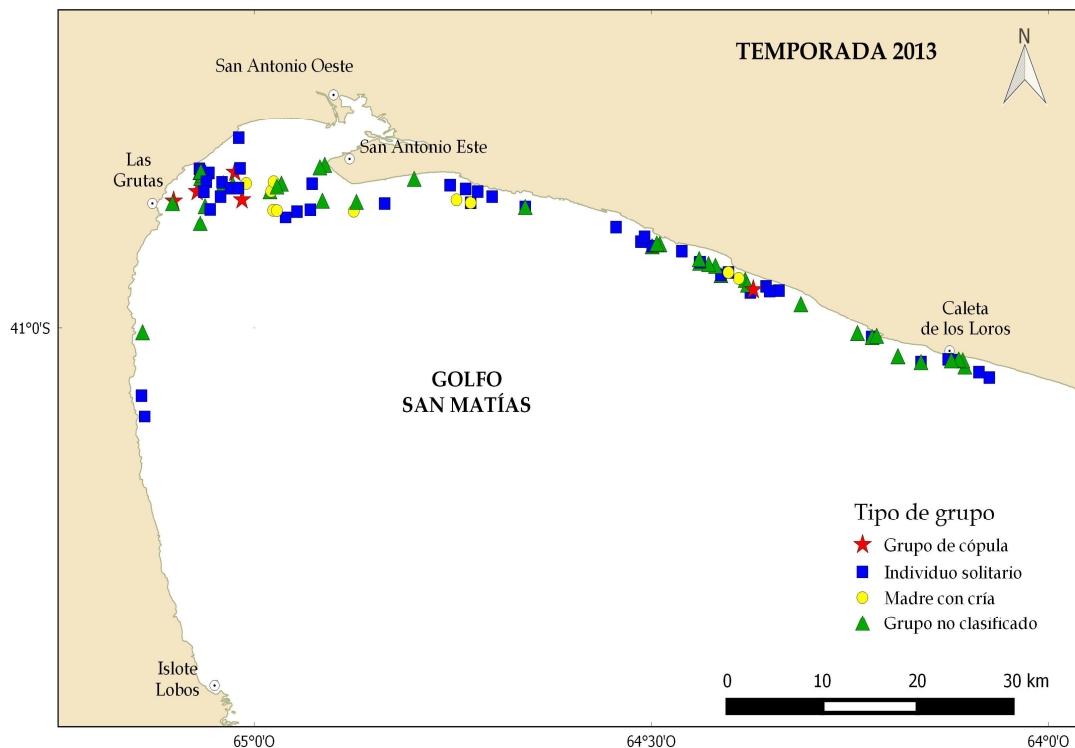 TEMPORADA 2013
N
San Antonio Oeste
San Antonio Este
Las
Grutas
41°0'S
Caleta
de los Loros
GOLFO
SAN MATÍAS
Tipo de grupo
Grupo de cópula
Individuo solitario
Madre con cría
Grupo no clasificado
Islote
Lobos
0 10 20 30 km
65°0'O 64°30'O 64°0'O